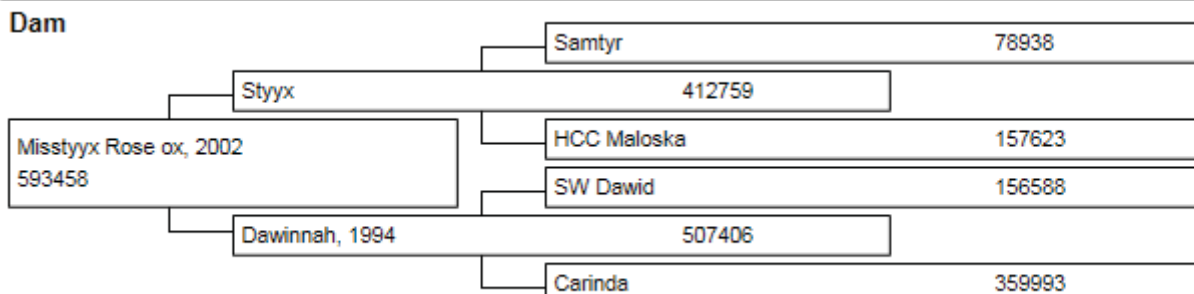 Dam
Samtyr 78938
Styyx 412759
HCC Maloska 157623
Misstyyx Rose ox, 2002
593458
SW Dawid 156588
Dawinnah, 1994 507406
Carinda 359993